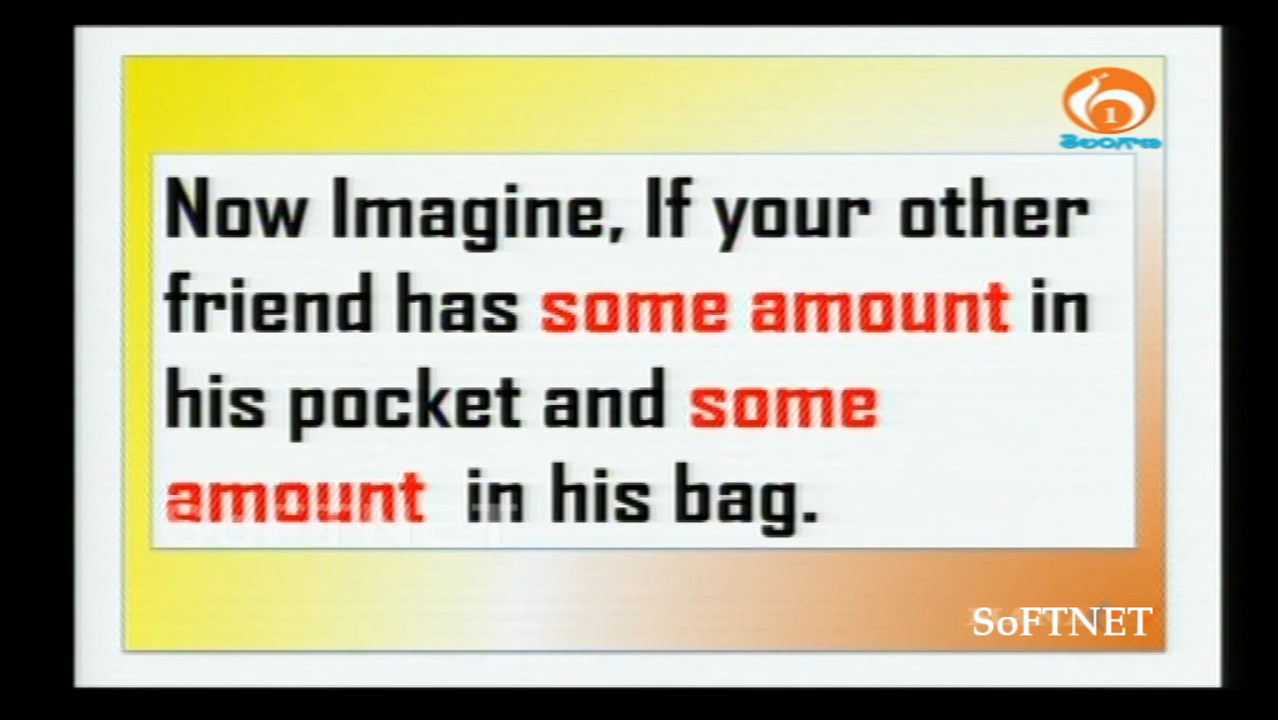 1
తెలంగాణ
Now Imagine, If your other
friend has some amount in
his pocket and some
amount in his bag.
SoFTNET